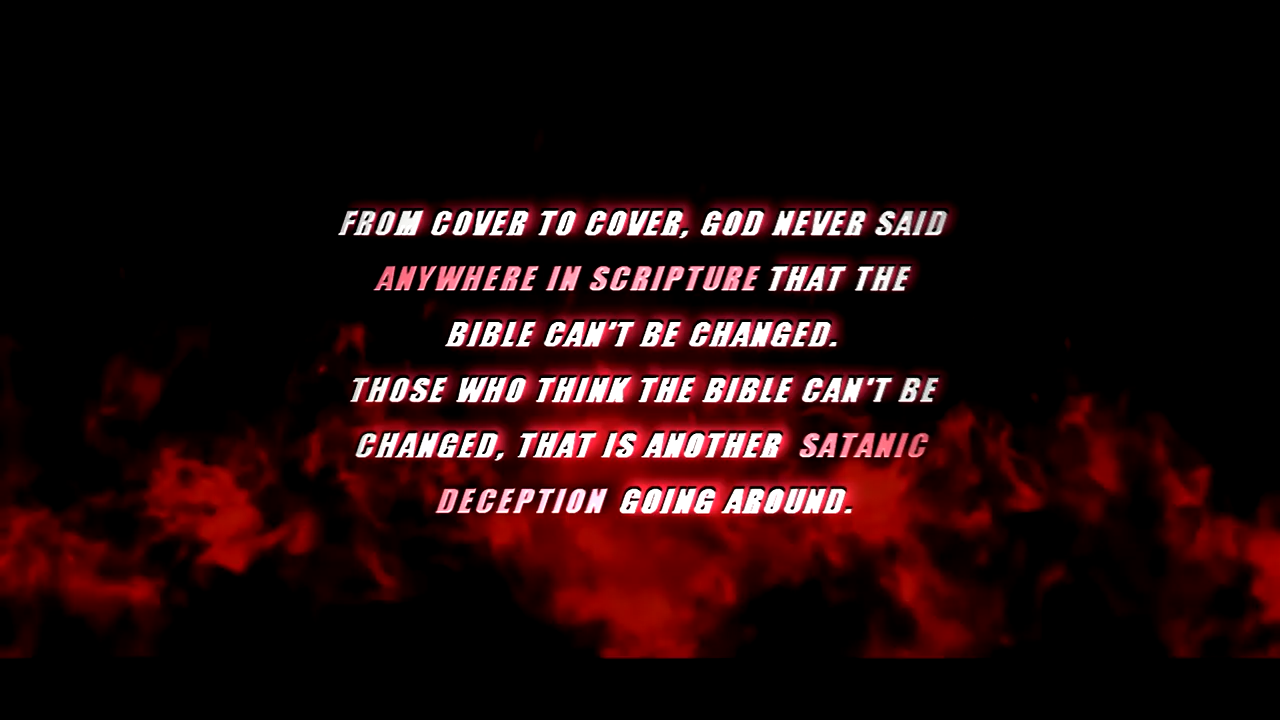 FROM COVER TO COVER, GOD NEVER SAID
ANYWHERE IN SCRIPTURE THAT THE
BIBLE CAN'T BE CHANGED.
THOSE WHO THINK THE BIBLE CAN'T BE
CHANGED, THAT IS ANOTHER SATANIC
DECEPTION GOING AROUND.